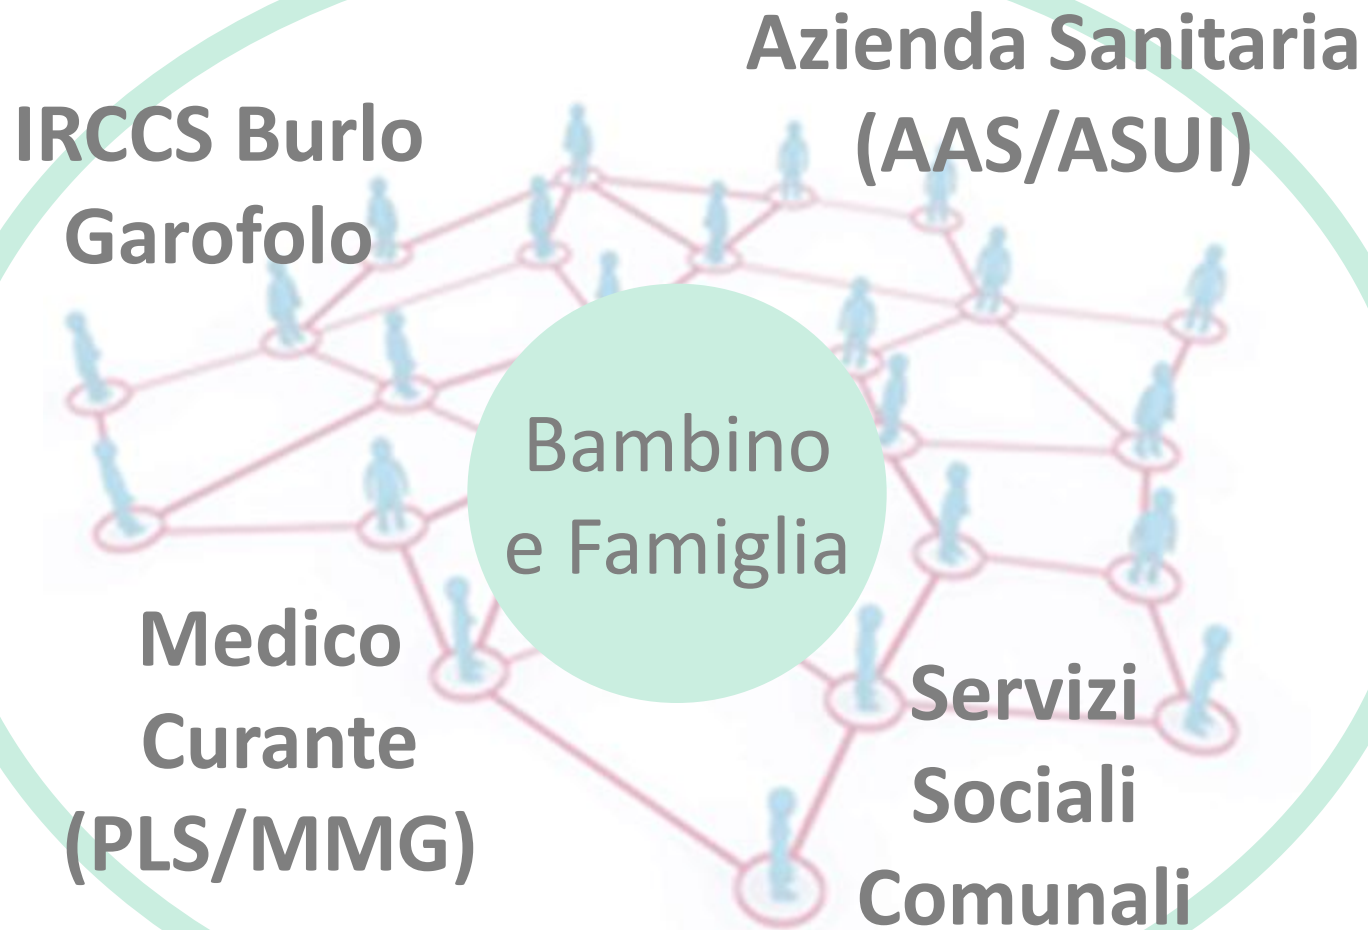 Azienda Sanitaria
(AAS/ASUI)
IRCCS Burlo
Garofolo
Bambino
e Famiglia
Medico
Curante
(PLS/MMG)
Servizi
Sociali
Comunali